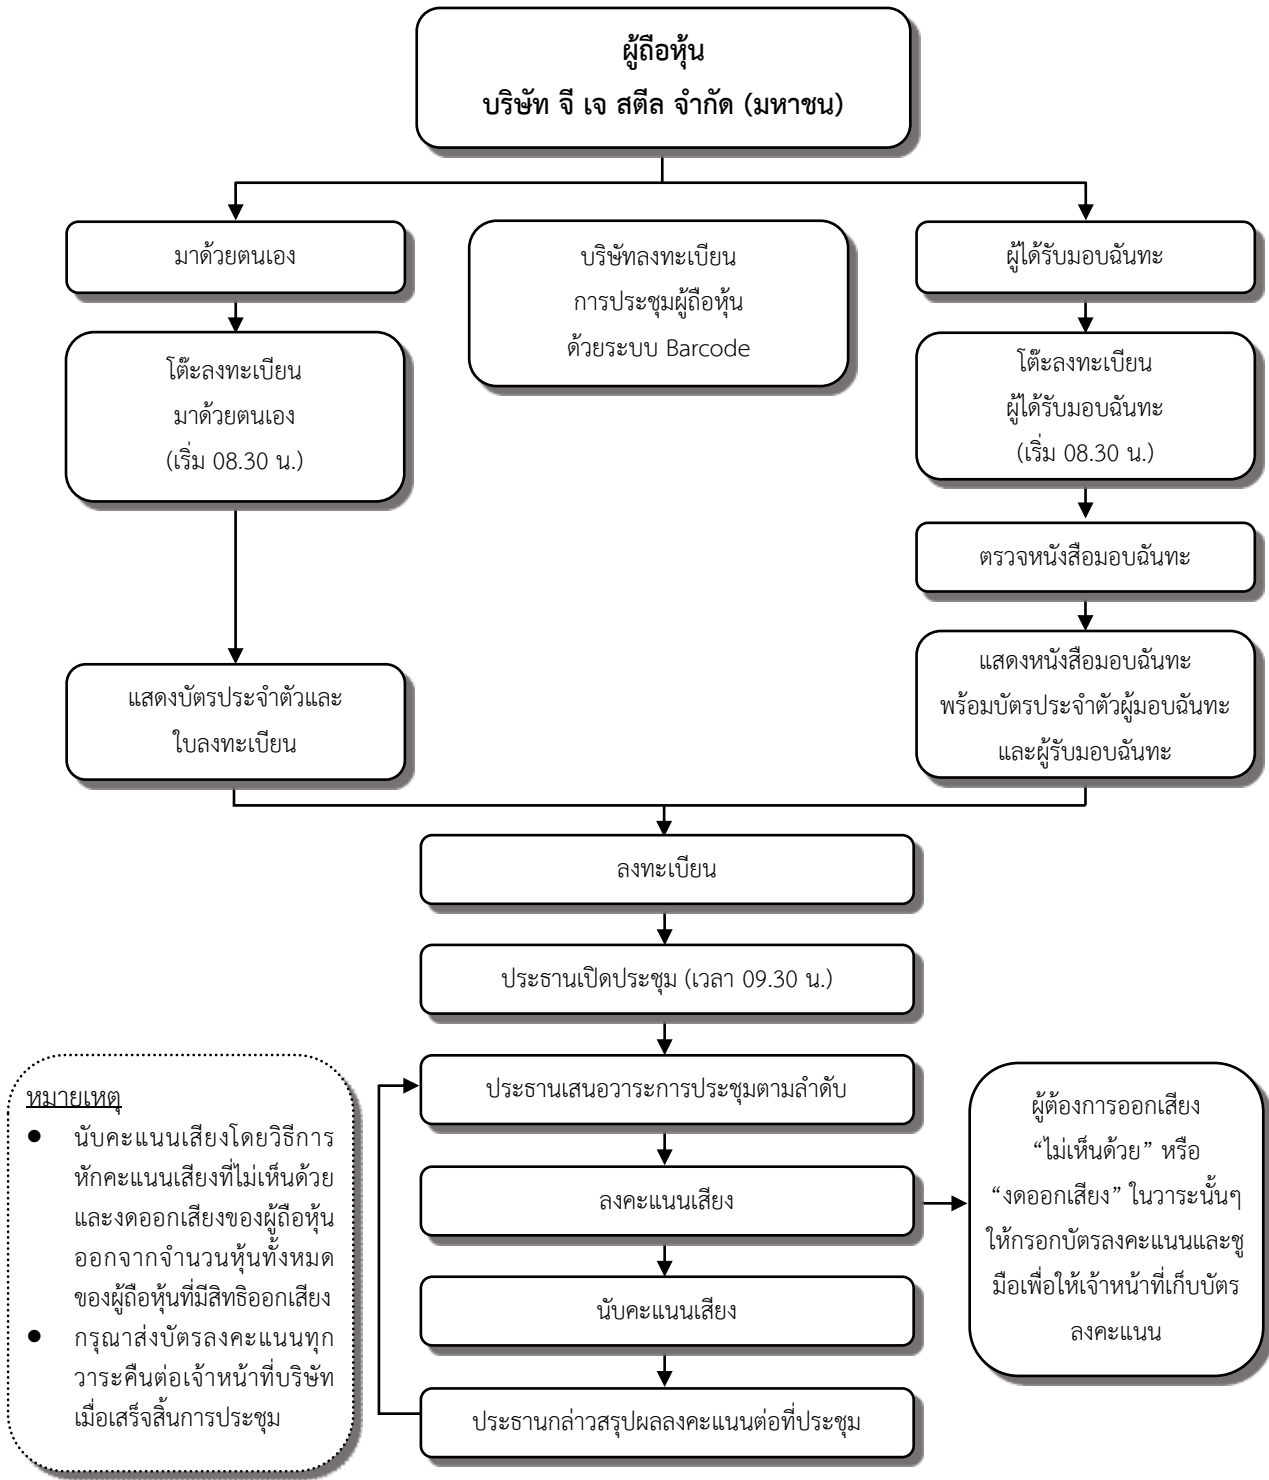 ผู้ถือหุ้น
บริษัท จี เจ สตีล จำกัด (มหาชน)
มาด้วยตนเอง
บริษัทลงทะเบียน
การประชุมผู้ถือหุ้น
ด้วยระบบ Barcode
ผู้ได้รับมอบฉันทะ
โต๊ะลงทะเบียน
มาด้วยตนเอง
(เริ่ม 08.30 น.)
โต๊ะลงทะเบียน
ผู้ได้รับมอบฉันทะ
(เริ่ม 08.30 น.)
ตรวจหนังสือมอบฉันทะ
แสดงบัตรประจำตัวและ
ใบลงทะเบียน
แสดงหนังสือมอบฉันทะ
พร้อมบัตรประจำตัวผู้มอบฉันทะ
และผู้รับมอบฉันทะ
ลงทะเบียน
ประธานเปิดประชุม (เวลา 09.30 น.)
ประธานเสนอวาระการประชุมตามลำดับ
ลงคะแนนเสียง
นับคะแนนเสียง
ประธานกล่าวสรุปผลลงคะแนนต่อที่ประชุม
หมายเหตุ
● นับคะแนนเสียงโดยวิธีการ
หักคะแนนเสียงที่ไม่เห็นด้วย
และงดออกเสียงของผู้ถือหุ้น
ออกจากจำนวนหุ้นทั้งหมด
ของผู้ถือหุ้นที่มีสิทธิออกเสียง
● กรุณาส่งบัตรลงคะแนนทุก
วาระคืนต่อเจ้าหน้าที่บริษัท
เมื่อเสร็จสิ้นการประชุม
ผู้ต้องการออกเสียง
“ไม่เห็นด้วย” หรือ
“งดออกเสียง” ในวาระนั้นๆ
ให้กรอกบัตรลงคะแนนและชู
มือเพื่อให้เจ้าหน้าที่เก็บบัตร
ลงคะแนน